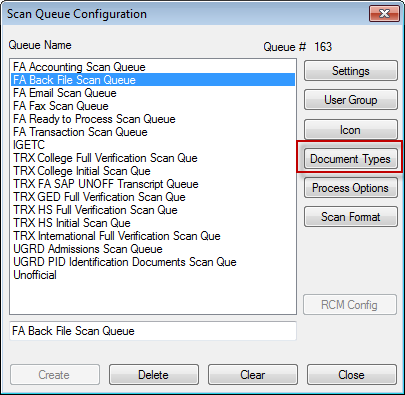 Scan Queue Configuration
Queue Name
Queue # 163
FA Accounting Scan Queue
FA Back File Scan Queue
FA Email Scan Queue
FA Fax Scan Queue
FA Ready to Process Scan Queue
FA Transaction Scan Queue
IGETC
TRX College Full Verification Scan Que
TRX College Initial Scan Que
TRX FA SAP UNOFF Transcript Queue
TRX GED Full Verification Scan Que
TRX HS Full Verification Scan Que
TRX HS Initial Scan Que
TRX International Full Verification Scan Que
UGRD Admissions Scan Queue
UGRD PID Identification Documents Scan Que
Unofficial
FA Back File Scan Queue
Settings
User Group
Icon
Document Types
Process Options
Scan Format
RCM Config
Create
Delete
Clear
Close